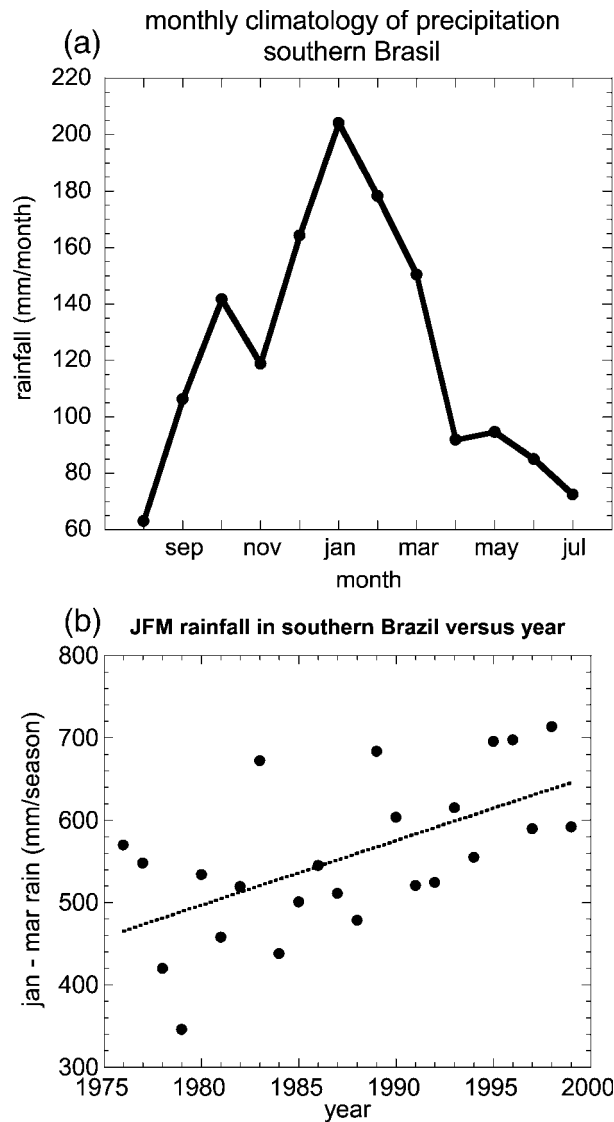 (a)
monthly climatology of precipitation
southern Brasil
220
200
180
160
140
120
100
80
60
rainfall (mm/month)
sep nov jan mar may jul
month
(b)
JFM rainfall in southern Brazil versus year
800
700
600
500
400
300
jan - mar rain (mm/season)
1975 1980 1985 1990 1995 2000
year